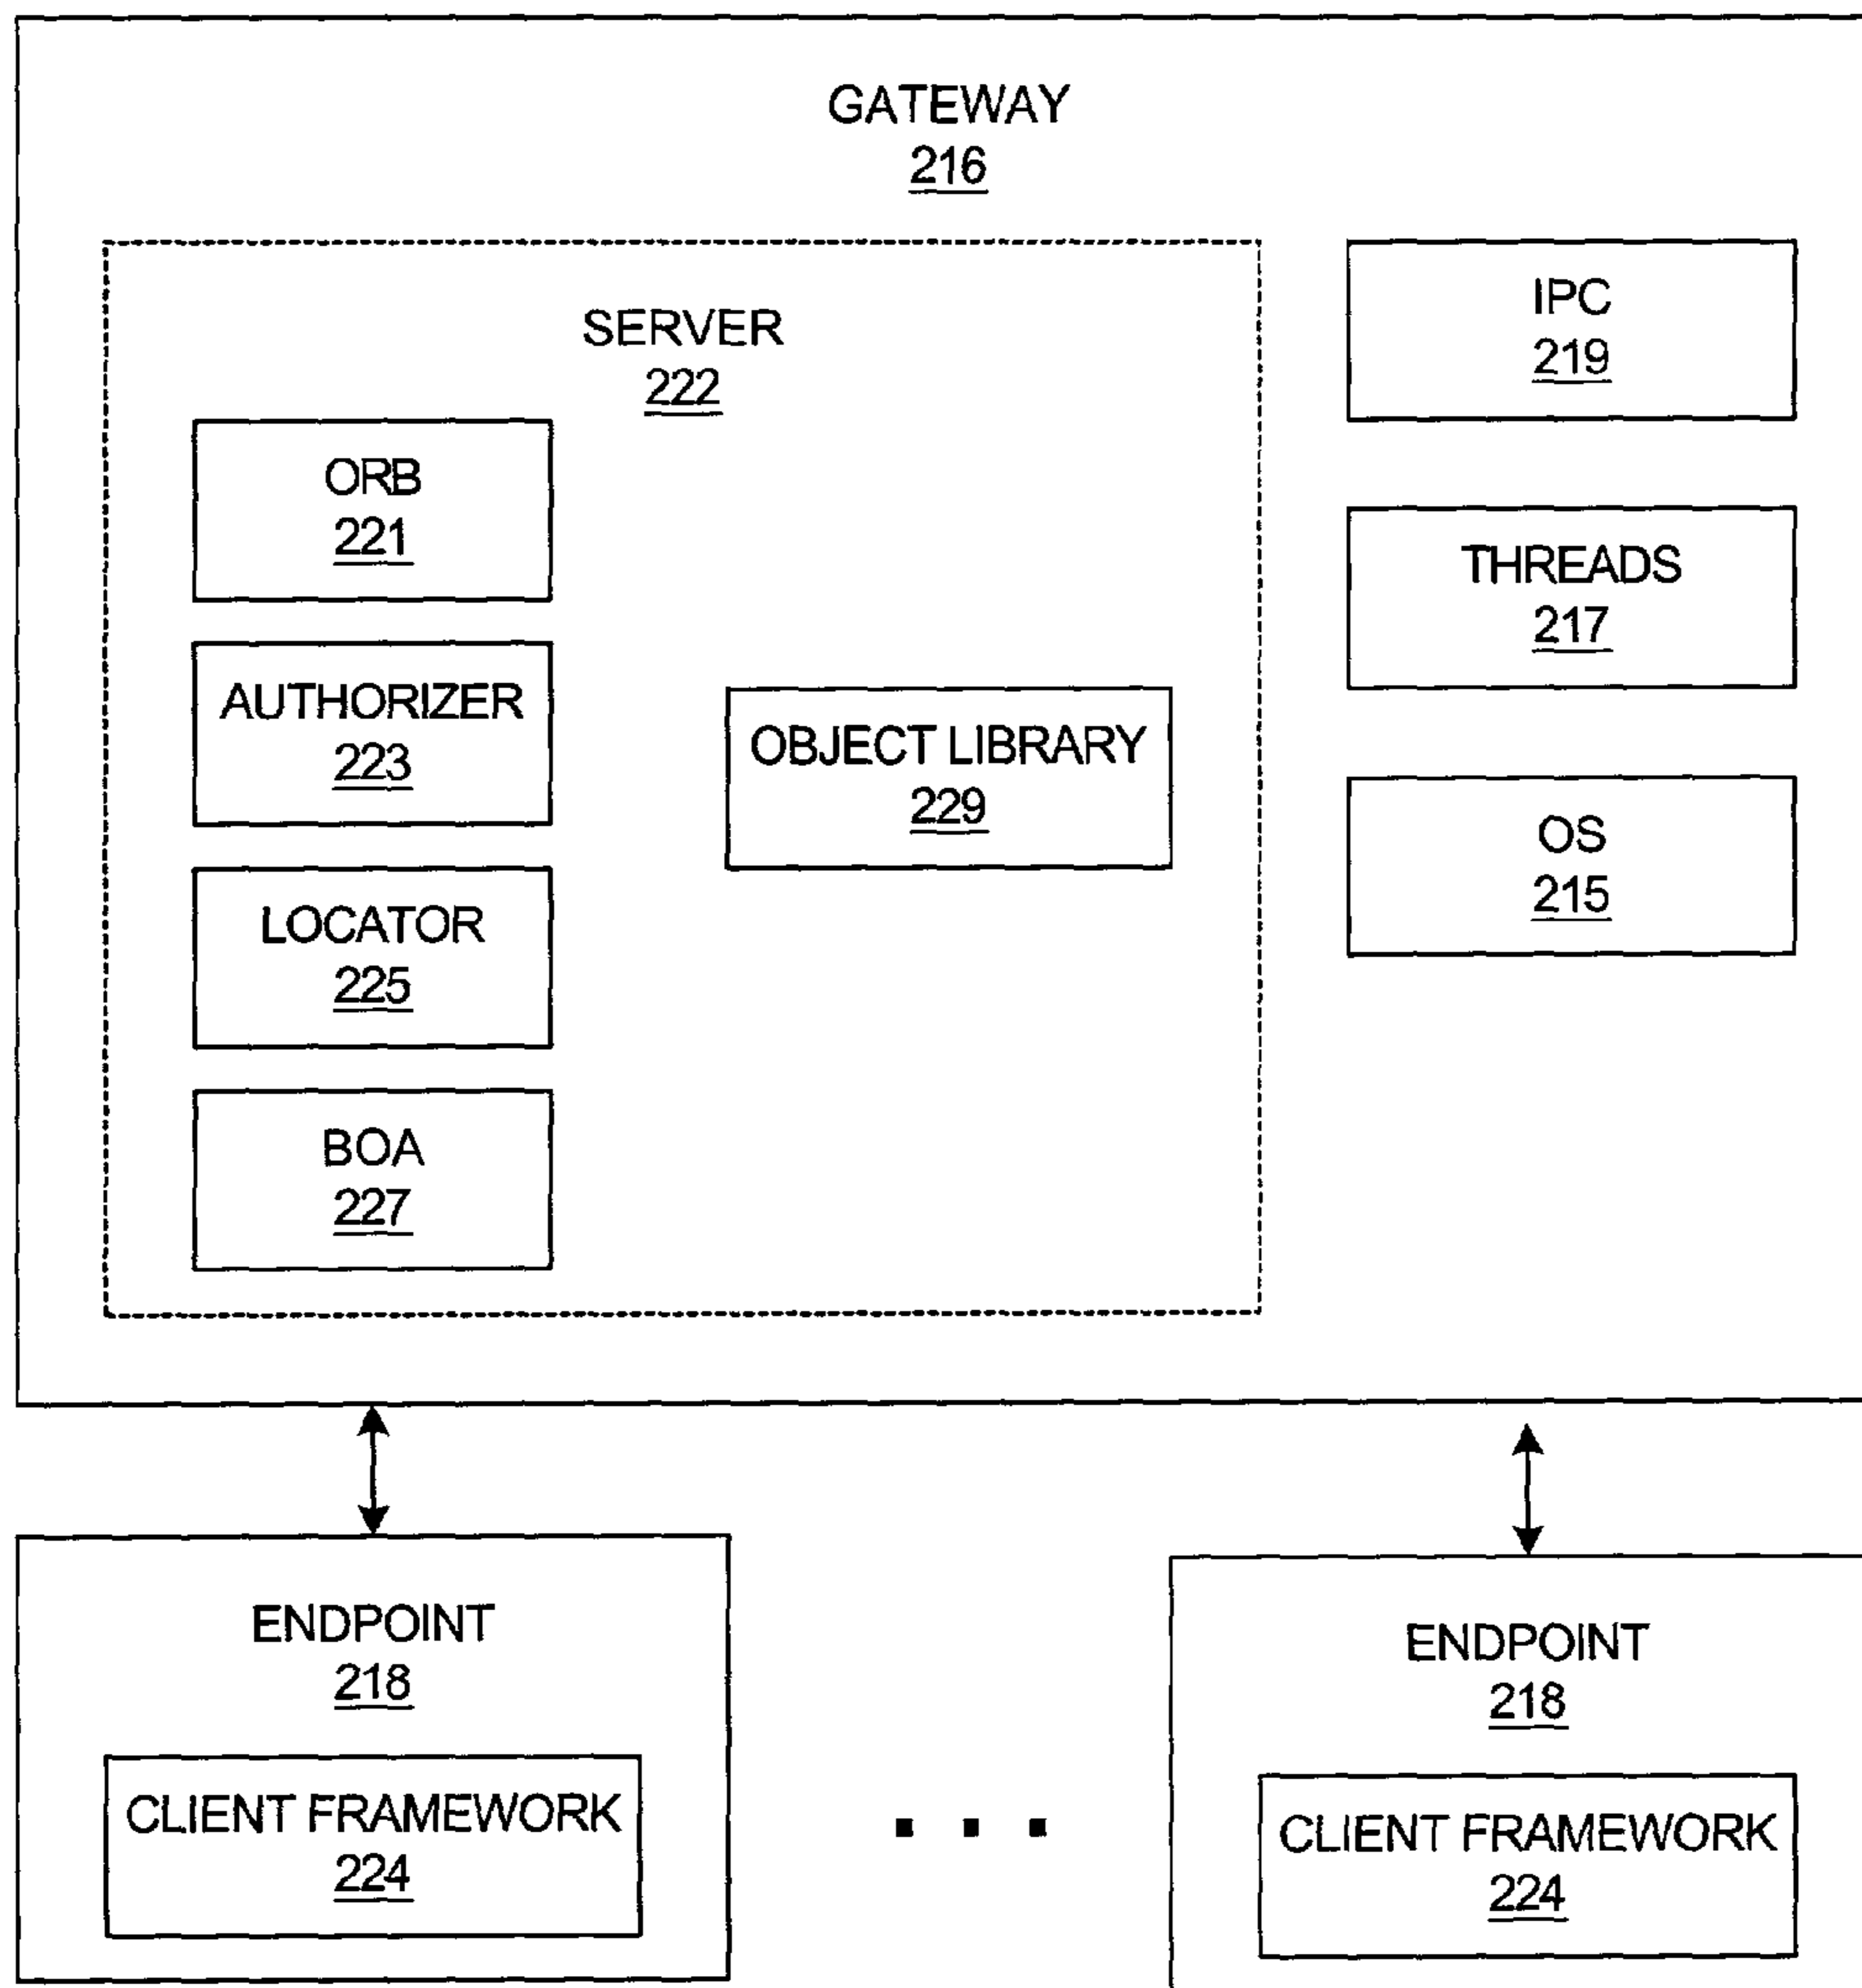 GATEWAY
216
SERVER
222
ORB
221
AUTHORIZER
223
LOCATOR
225
BOA
227
OBJECT LIBRARY
229
IPC
219
THREADS
217
OS
215
ENDPOINT
218
CLIENT FRAMEWORK
224
ENDPOINT
218
CLIENT FRAMEWORK
224